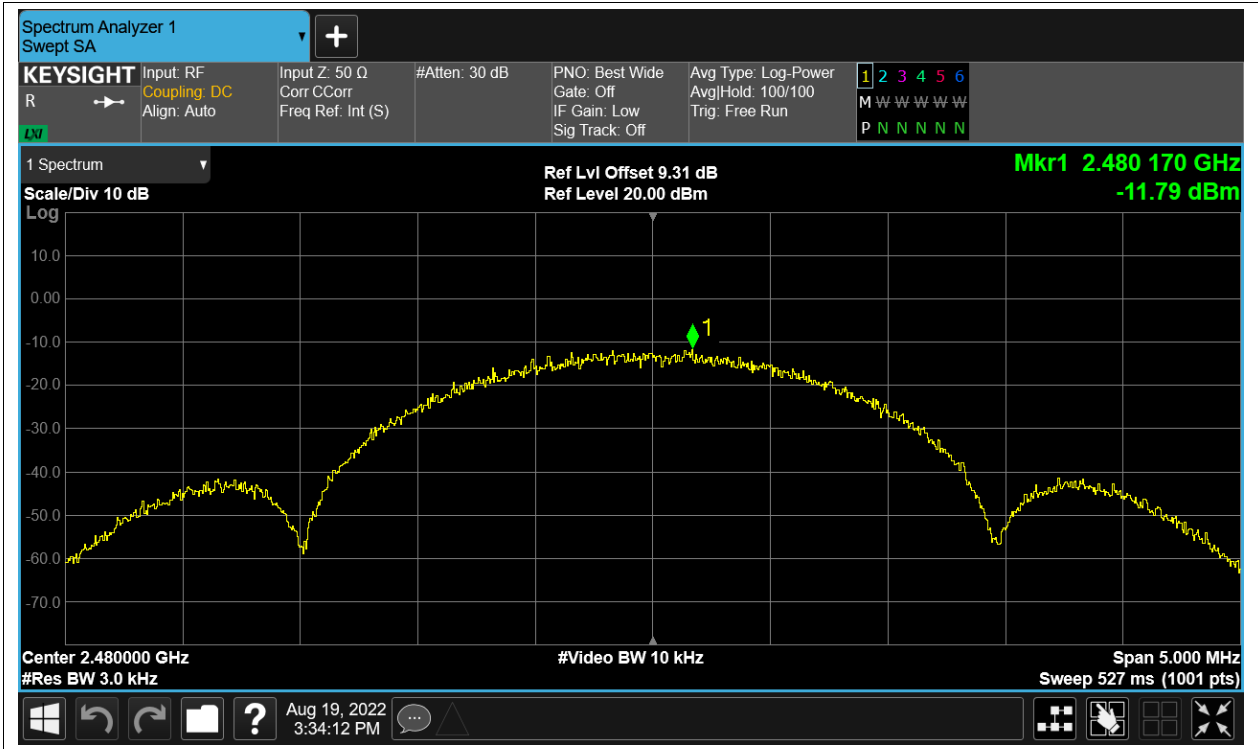 Spectrum Analyzer 1
Swept SA
KEYSIGHT
R
LXI
Input: RF
Coupling: DC
Align: Auto
Input Z: 50 Ω
Corr CCorr
Freq Ref: Int (S)
#Atten: 30 dB
PNO: Best Wide
Gate: Off
IF Gain: Low
Sig Track: Off
Avg Type: Log-Power
Avg|Hold: 100/100
Trig: Free Run
1 2 3 4 5 6
M W W W W W
P N N N N N
1 Spectrum
Scale/Div 10 dB
Log
Ref Lvl Offset 9.31 dB
Ref Level 20.00 dBm
Mkr1 2.480 170 GHz
-11.79 dBm
10.0
0.00
-10.0
-20.0
-30.0
-40.0
-50.0
-60.0
-70.0
1
Center 2.480000 GHz
#Res BW 3.0 kHz
#Video BW 10 kHz
Span 5.000 MHz
Sweep 527 ms (1001 pts)
?
Aug 19, 2022
3:34:12 PM